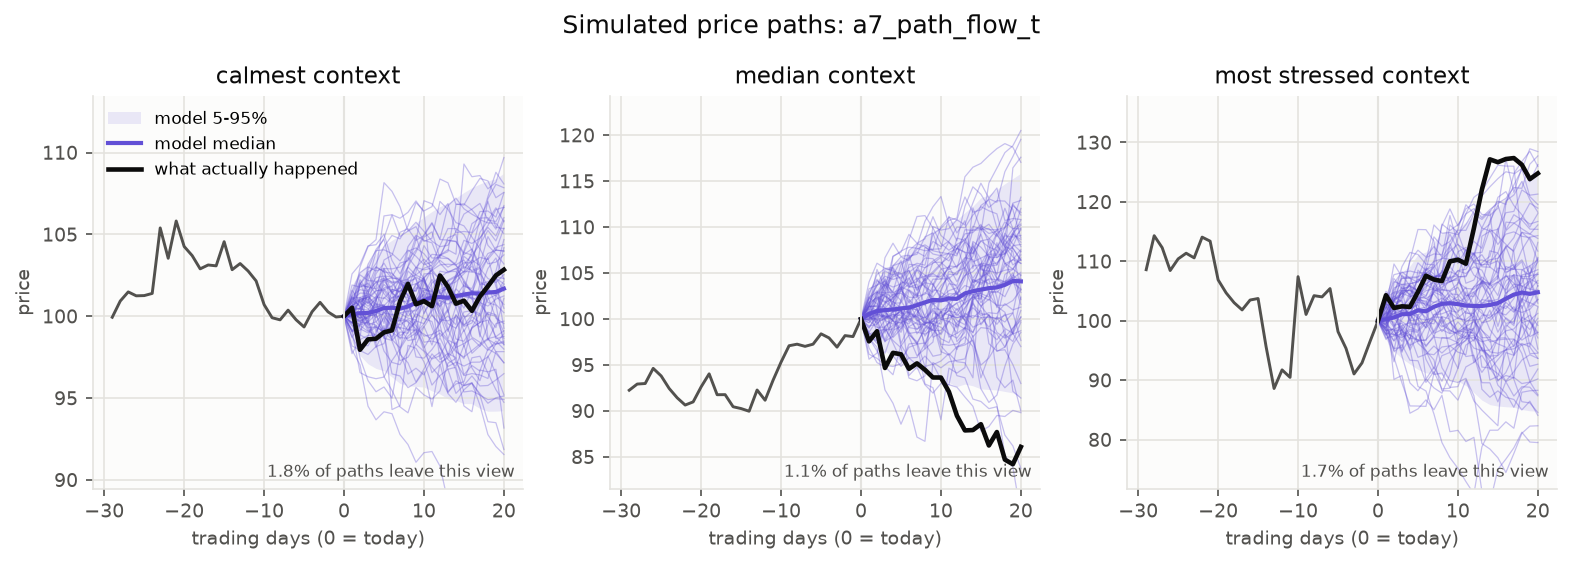 Simulated price paths: a7_path_flow_t
calmest context
model 5-95%
model median
what actually happened
110
105
100
95
90
price
1.8% of paths leave this view
−30 −20 −10 0 10 20
trading days (0 = today)
median context
120
115
110
105
100
95
90
85
price
1.1% of paths leave this view
−30 −20 −10 0 10 20
trading days (0 = today)
most stressed context
130
120
110
100
90
80
price
1.7% of paths leave this view
−30 −20 −10 0 10 20
trading days (0 = today)